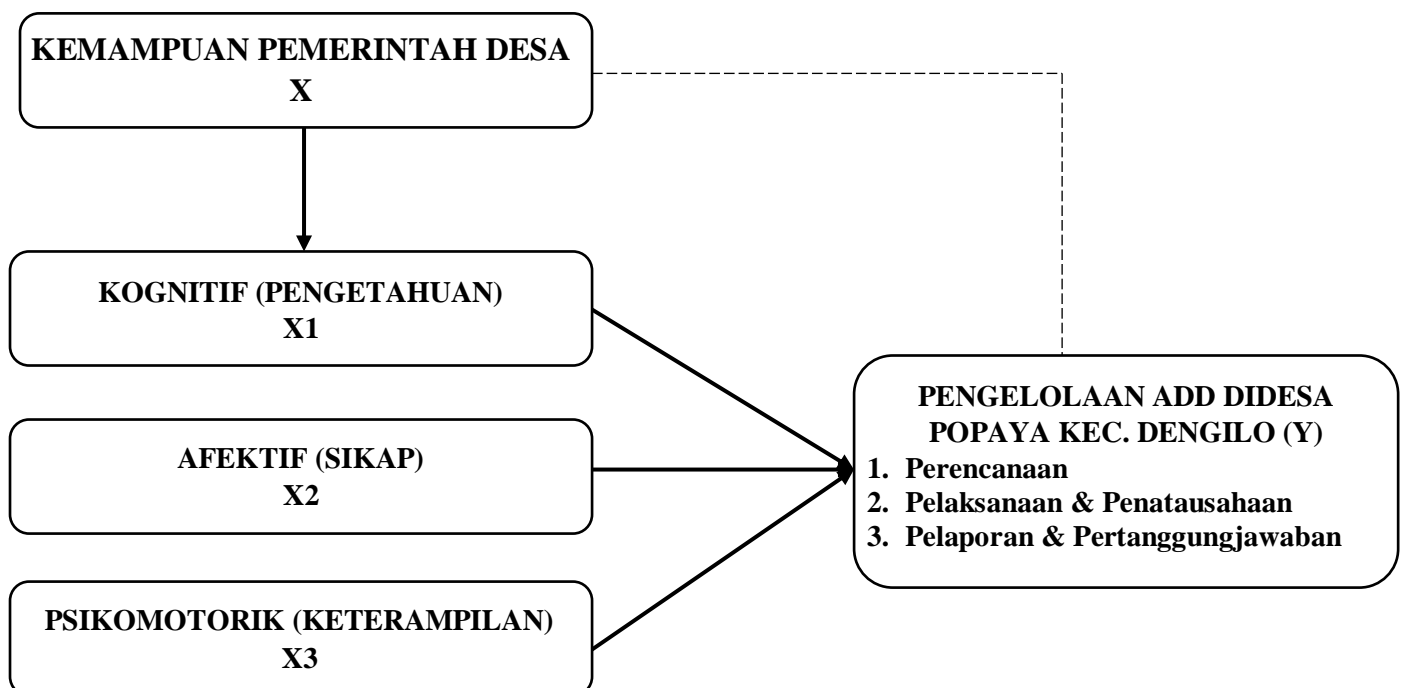 KEMAMPUAN PEMERINTAH DESA
X
KOGNITIF (PENGETAHUAN)
X1
AFEKTIF (SIKAP)
X2
PSIKOMOTORIK (KETERAMPILAN)
X3
PENGELOLAAN ADD DIDESA
POPAYA KEC. DENGILO (Y)
1. Perencanaan
2. Pelaksanaan & Penatausahaan
3. Pelaporan & Pertanggungjawaban